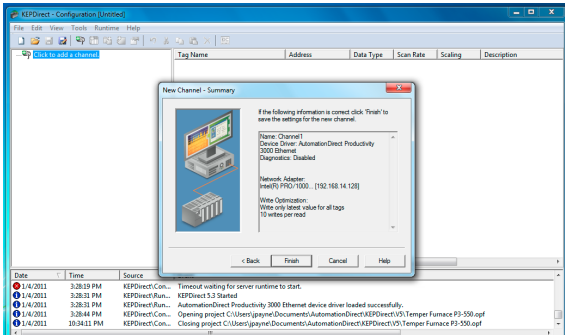 KEPDirect - Configuration [Untitled]
File Edit View Tools Runtime Help
Click to add a channel.
Tag Name Address Data Type Scan Rate Scaling Description
New Channel - Summary
If the following information is correct click 'Finish' to
save the settings for the new channel.
Name: Channel1
Device Driver: AutomationDirect Productivity
3000 Ethernet
Diagnostics: Disabled
Network Adapter:
Intel(R) PRO/1000... [192.168.14.128]
Write Optimization:
Write only latest value for all tags
10 writes per read
< Back Finish Cancel Help
Date Time Source
1/4/2011 3:28:19 PM KEPDirect\Con... Timeout waiting for server runtime to start.
1/4/2011 3:28:31 PM KEPDirect\Run... KEPDirect 5.3 Started
1/4/2011 3:28:31 PM KEPDirect\Run... AutomationDirect Productivity 3000 Ethernet device driver loaded successfully.
1/4/2011 3:28:44 PM KEPDirect\Con... Opening project C:\Users\jpayne\Documents\AutomationDirect\KEPDirect\V5\Temper Furnace P3-550.opf
1/4/2011 10:34:11 PM KEPDirect\Con... Closing project C:\Users\jpayne\Documents\AutomationDirect\KEPDirect\V5\Temper Furnace P3-550.opf